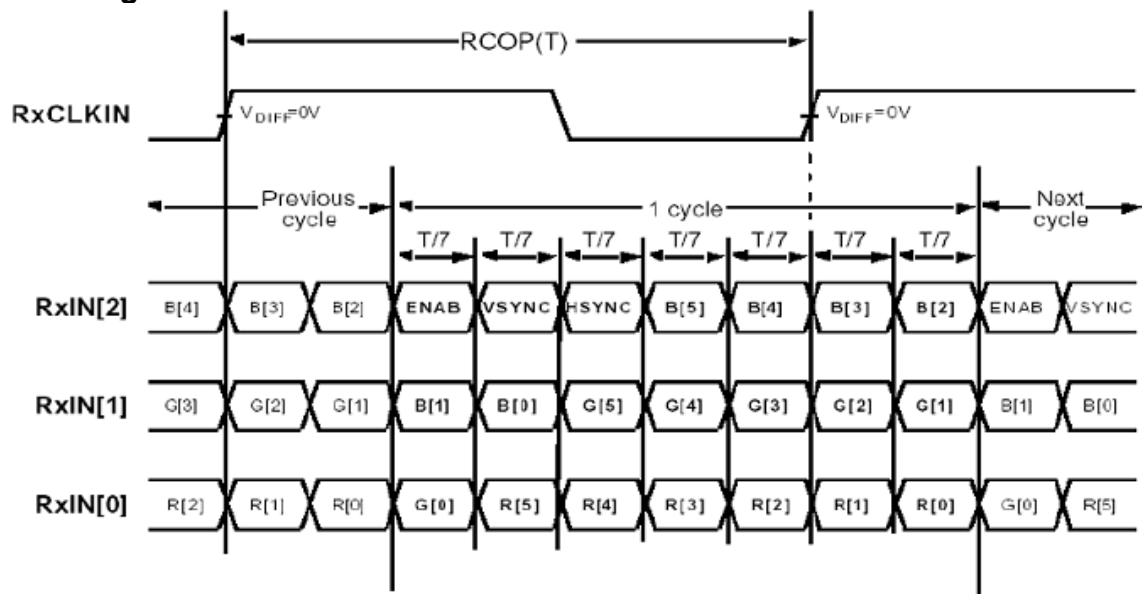 RCOP(T)
RxCLKIN
VDIFF=0V VDIFF=0V
Previous cycle 1 cycle Next cycle
T/7 T/7 T/7 T/7 T/7 T/7 T/7
RxIN[2] B[4] B[3] B[2] ENAB VSYNC HSYNC B[5] B[4] B[3] B[2] ENAB VSYNC
RxIN[1] G[3] G[2] G[1] B[1] B[0] G[5] G[4] G[3] G[2] G[1] B[1] B[0]
RxIN[0] R[2] R[1] R[0] G[0] R[5] R[4] R[3] R[2] R[1] R[0] G[0] R[5]